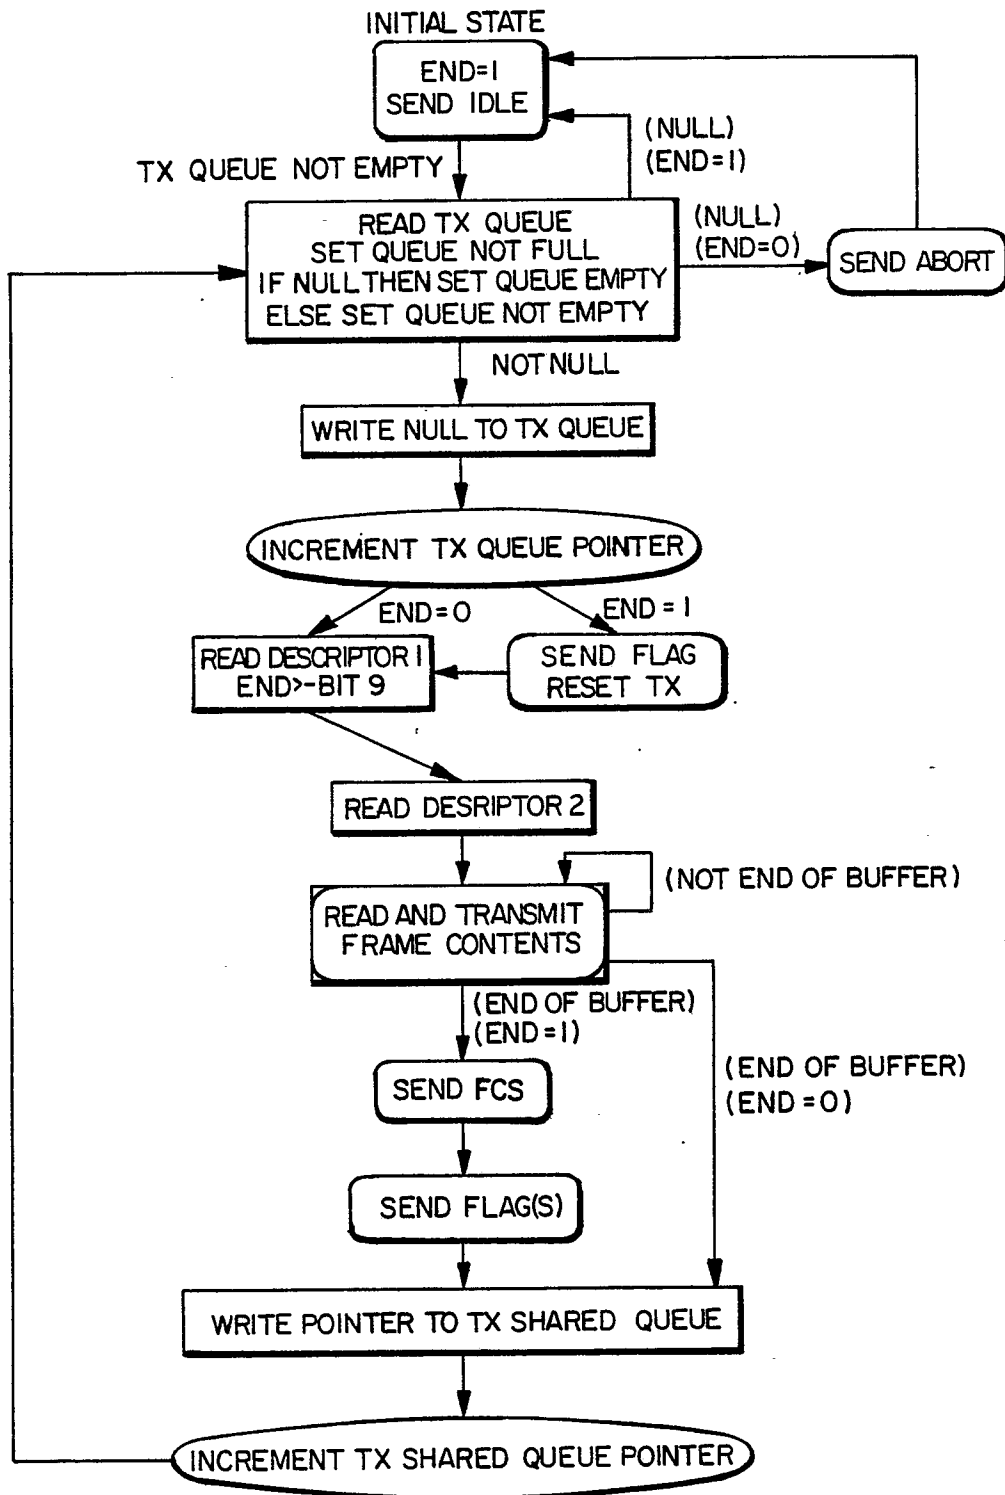 INITIAL STATE
END=1
SEND IDLE
(NULL)
(END=1)
TX QUEUE NOT EMPTY
READ TX QUEUE
SET QUEUE NOT FULL
IF NULL THEN SET QUEUE EMPTY
ELSE SET QUEUE NOT EMPTY
(NULL)
(END=0)
SEND ABORT
NOT NULL
WRITE NULL TO TX QUEUE
INCREMENT TX QUEUE POINTER
END=0
END=1
READ DESCRIPTOR 1
END>-BIT 9
SEND FLAG
RESET TX
READ DESRIPTOR 2
(NOT END OF BUFFER)
READ AND TRANSMIT
FRAME CONTENTS
(END OF BUFFER)
(END=1)
(END OF BUFFER)
(END=0)
SEND FCS
SEND FLAG(S)
WRITE POINTER TO TX SHARED QUEUE
INCREMENT TX SHARED QUEUE POINTER